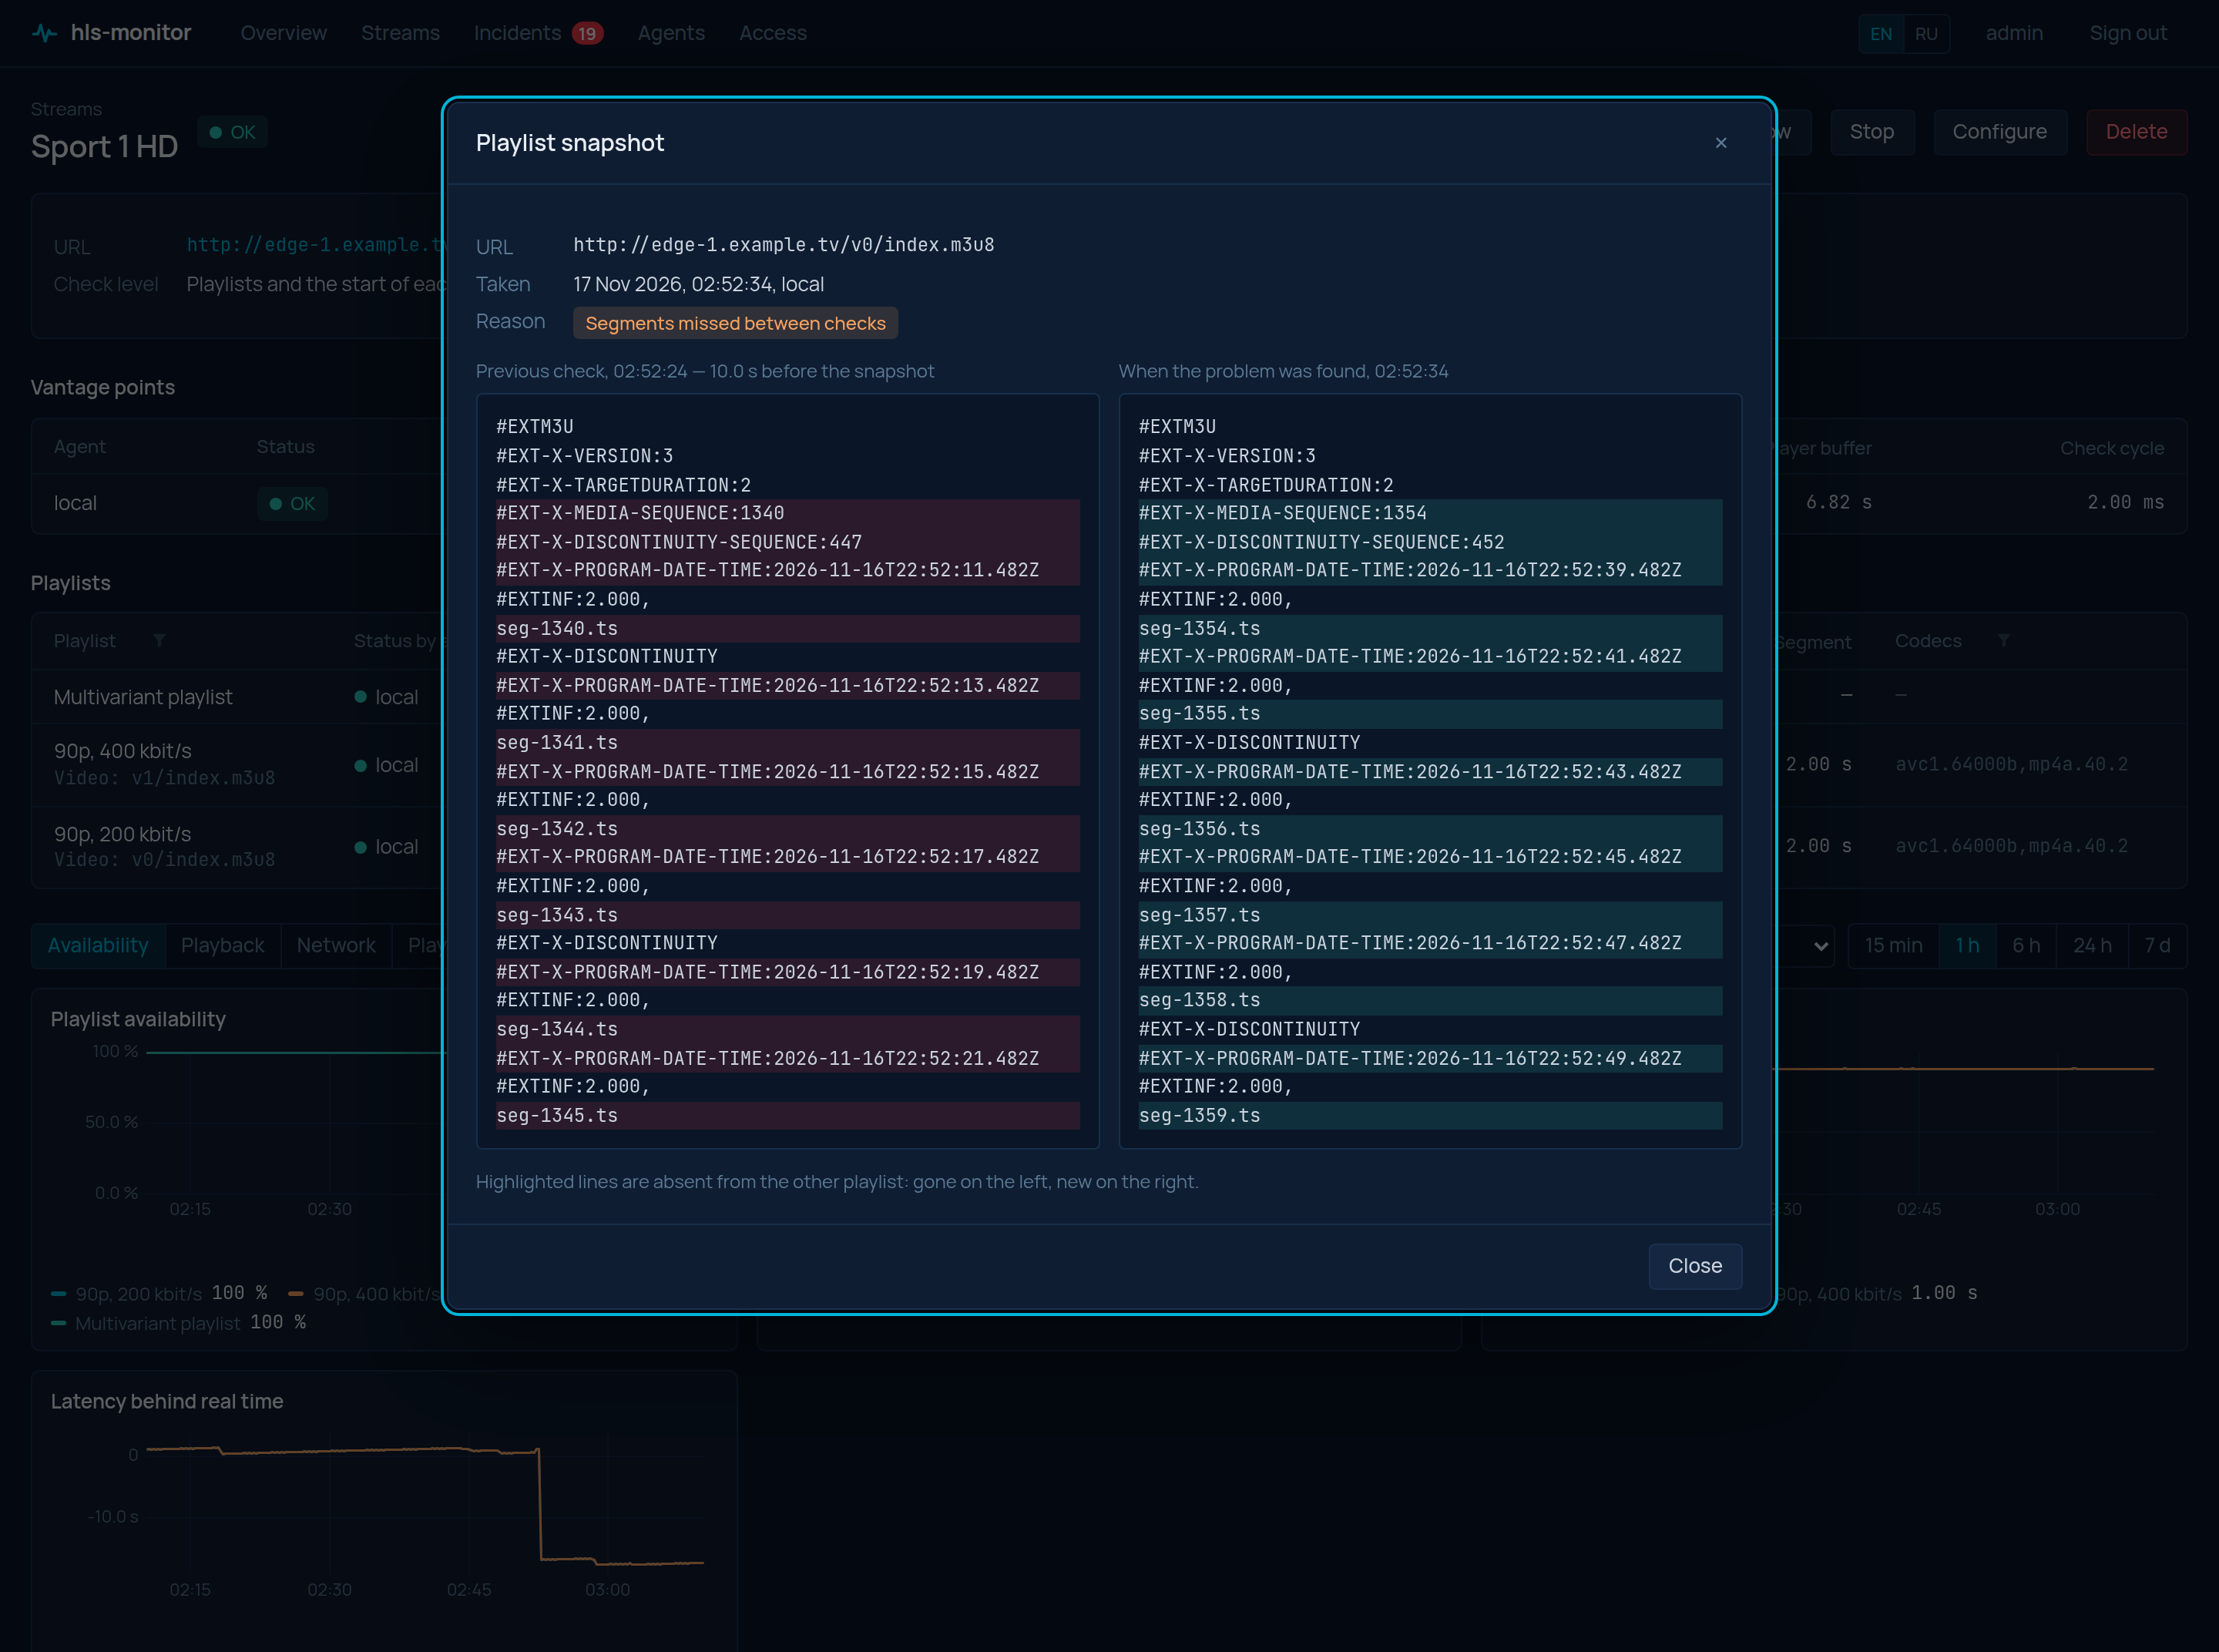 hls-monitor Overview Streams Incidents 19 Agents Access EN RU admin Sign out
Streams
Sport 1 HD OK Stop Configure Delete
URL http://edge-1.example.tv
Check level Playlists and the start of each
Vantage points
Agent Status buffer Check cycle
local OK 6.82 s 2.00 ms
Playlists
Playlist Status by Segment Codecs
Multivariant playlist local — —
90p, 400 kbit/s
Video: v1/index.m3u8 local 2.00 s avc1.64000b,mp4a.40.2
90p, 200 kbit/s
Video: v0/index.m3u8 local 2.00 s avc1.64000b,mp4a.40.2
Availability Playback Network 15 min 1 h 6 h 24 h 7 d
Playlist availability
100 %
50.0 %
0.0 %
02:15 02:30 02:45 03:00
90p, 200 kbit/s 100 % 90p, 400 kbit/s
Multivariant playlist 100 %
90p, 400 kbit/s 1.00 s
Latency behind real time
0
-10.0 s
02:15 02:30 02:45 03:00
Playlist snapshot ×
URL http://edge-1.example.tv/v0/index.m3u8
Taken 17 Nov 2026, 02:52:34, local
Reason Segments missed between checks
Previous check, 02:52:24 — 10.0 s before the snapshot
#EXTM3U
#EXT-X-VERSION:3
#EXT-X-TARGETDURATION:2
#EXT-X-MEDIA-SEQUENCE:1340
#EXT-X-DISCONTINUITY-SEQUENCE:447
#EXT-X-PROGRAM-DATE-TIME:2026-11-16T22:52:11.482Z
#EXTINF:2.000,
seg-1340.ts
#EXT-X-DISCONTINUITY
#EXT-X-PROGRAM-DATE-TIME:2026-11-16T22:52:13.482Z
#EXTINF:2.000,
seg-1341.ts
#EXT-X-PROGRAM-DATE-TIME:2026-11-16T22:52:15.482Z
#EXTINF:2.000,
seg-1342.ts
#EXT-X-PROGRAM-DATE-TIME:2026-11-16T22:52:17.482Z
#EXTINF:2.000,
seg-1343.ts
#EXT-X-DISCONTINUITY
#EXT-X-PROGRAM-DATE-TIME:2026-11-16T22:52:19.482Z
#EXTINF:2.000,
seg-1344.ts
#EXT-X-PROGRAM-DATE-TIME:2026-11-16T22:52:21.482Z
#EXTINF:2.000,
seg-1345.ts
When the problem was found, 02:52:34
#EXTM3U
#EXT-X-VERSION:3
#EXT-X-TARGETDURATION:2
#EXT-X-MEDIA-SEQUENCE:1354
#EXT-X-DISCONTINUITY-SEQUENCE:452
#EXT-X-PROGRAM-DATE-TIME:2026-11-16T22:52:39.482Z
#EXTINF:2.000,
seg-1354.ts
#EXT-X-PROGRAM-DATE-TIME:2026-11-16T22:52:41.482Z
#EXTINF:2.000,
seg-1355.ts
#EXT-X-DISCONTINUITY
#EXT-X-PROGRAM-DATE-TIME:2026-11-16T22:52:43.482Z
#EXTINF:2.000,
seg-1356.ts
#EXT-X-PROGRAM-DATE-TIME:2026-11-16T22:52:45.482Z
#EXTINF:2.000,
seg-1357.ts
#EXT-X-PROGRAM-DATE-TIME:2026-11-16T22:52:47.482Z
#EXTINF:2.000,
seg-1358.ts
#EXT-X-DISCONTINUITY
#EXT-X-PROGRAM-DATE-TIME:2026-11-16T22:52:49.482Z
#EXTINF:2.000,
seg-1359.ts
Highlighted lines are absent from the other playlist: gone on the left, new on the right.
Close